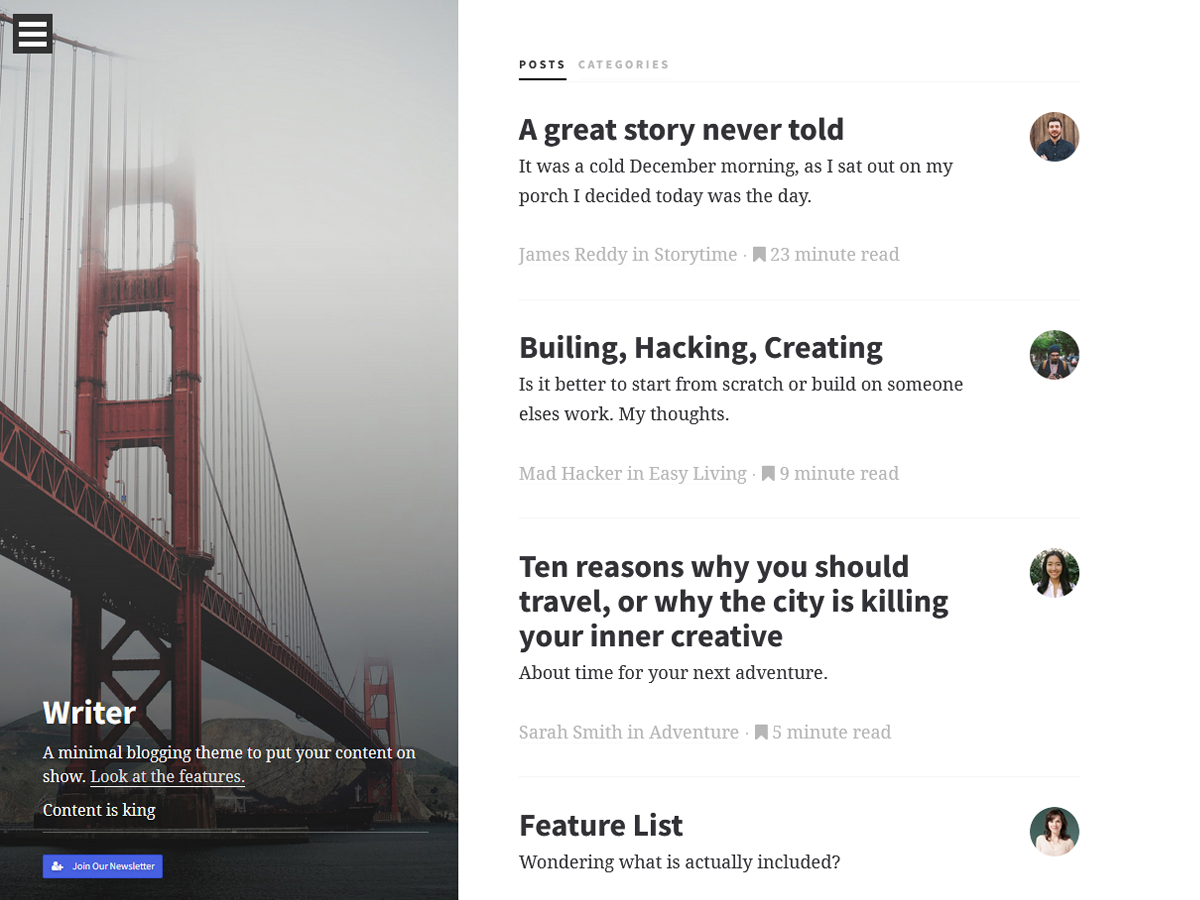 Writer
A minimal blogging theme to put your content on
show. Look at the features.
Content is king
Join Our Newsletter
POSTS CATEGORIES
A great story never told
It was a cold December morning, as I sat out on my
porch I decided today was the day.
James Reddy in Storytime · 23 minute read
Builing, Hacking, Creating
Is it better to start from scratch or build on someone
elses work. My thoughts.
Mad Hacker in Easy Living · 9 minute read
Ten reasons why you should
travel, or why the city is killing
your inner creative
About time for your next adventure.
Sarah Smith in Adventure · 5 minute read
Feature List
Wondering what is actually included?